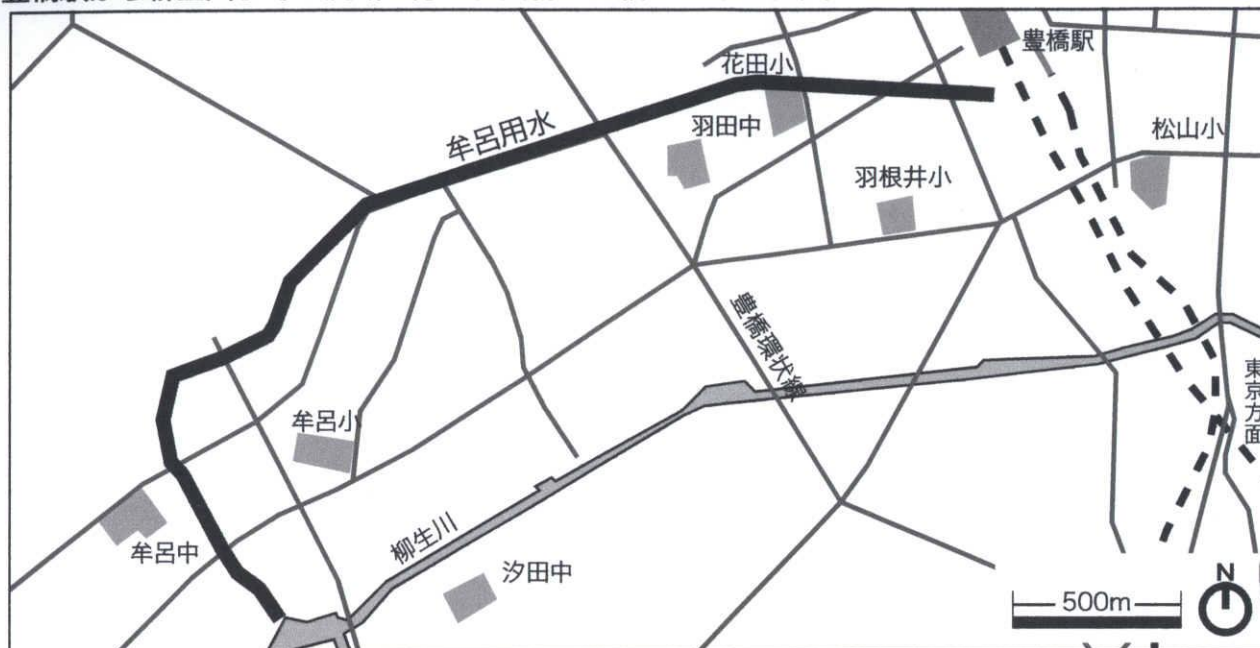 豊橋駅
花田小
牟呂用水
羽田中
松山小
羽根井小
豊橋環状線
東京方面
牟呂小
柳生川
牟呂中
汐田中
500m
N